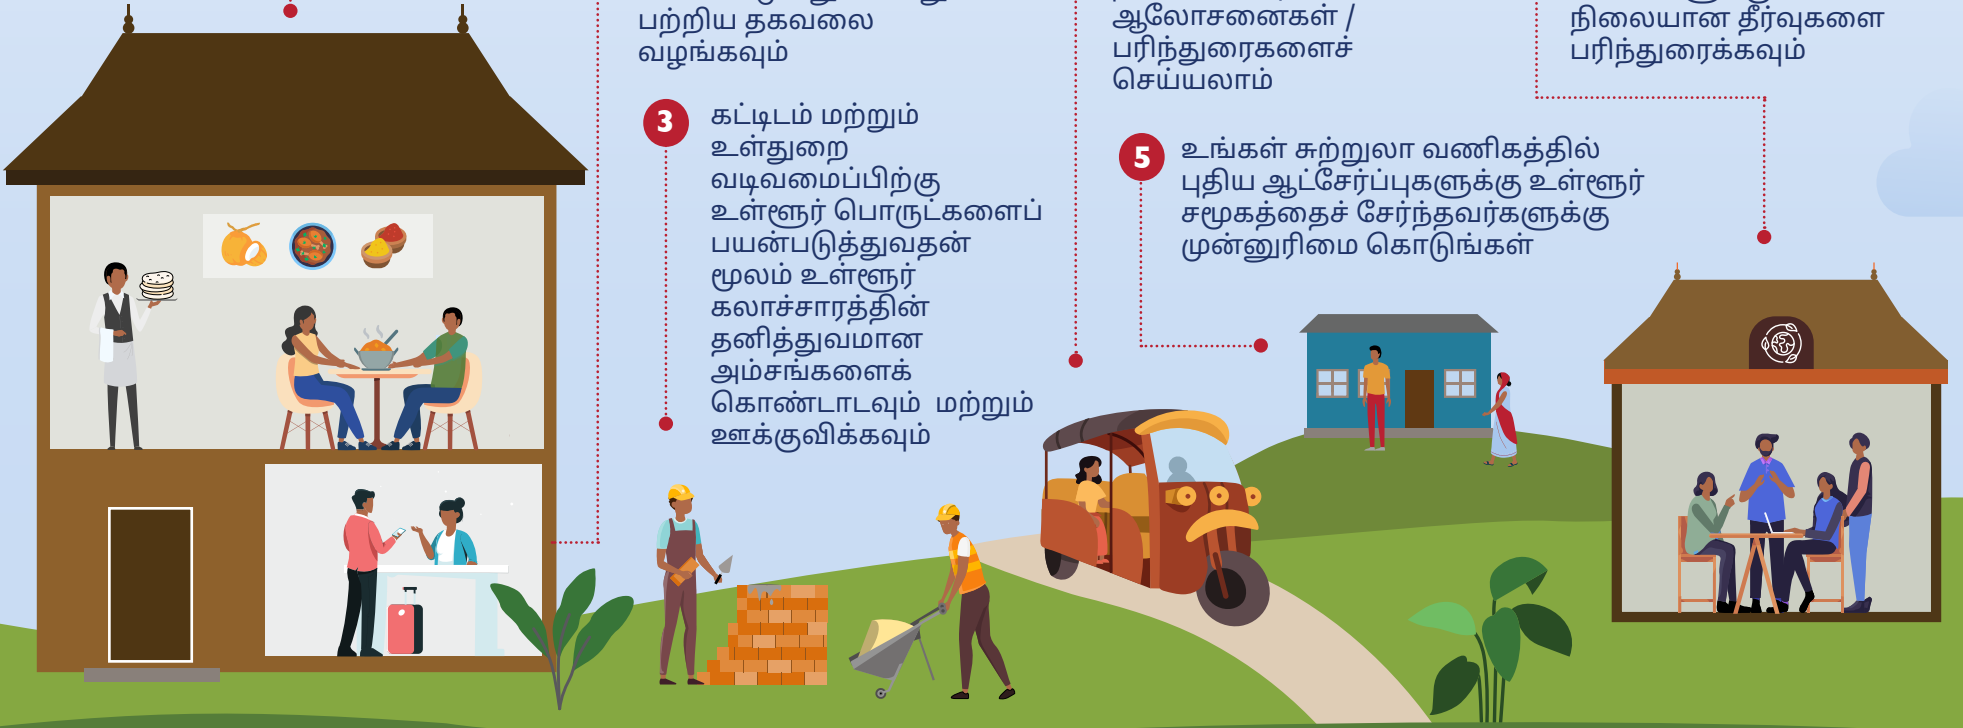 பற்றிய தகவலை
வழங்கவும்
3
கட்டிடம் மற்றும்
உள்துறை
வடிவமைப்பிற்கு
உள்ளூர் பொருட்களைப்
பயன்படுத்துவதன்
மூலம் உள்ளூர்
கலாச்சாரத்தின்
தனித்துவமான
அம்சங்களைக்
கொண்டாடவும் மற்றும்
ஊக்குவிக்கவும்
ஆலோசனைகள் /
பரிந்துரைகளைச்
செய்யலாம்
5
உங்கள் சுற்றுலா வணிகத்தில்
புதிய ஆட்சேர்ப்புகளுக்கு உள்ளூர்
சமூகத்தைச் சேர்ந்தவர்களுக்கு
முன்னுரிமை கொடுங்கள்
நிலையான தீர்வுகளை
பரிந்துரைக்கவும்